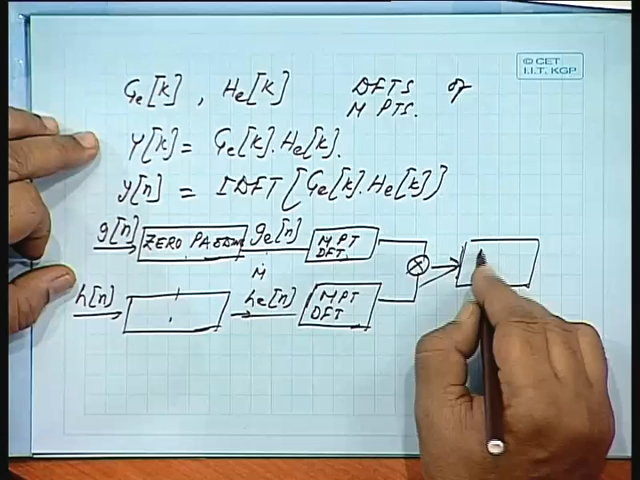 © CET
I.I.T. KGP
Ge[k] , He[k] DFTS of
M PTS.
Y[k] = Ge[k].He[k].
y[n] = IDFT[Ge[k].He[k]]
g[n] ZERO PADDING ge[n] M PT
DFT.
M
h[n] he[n] M PT
DFT